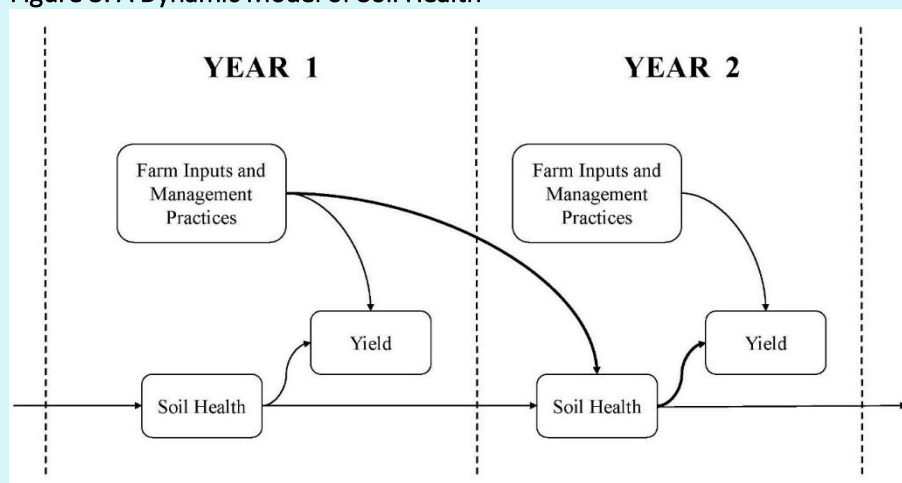 Figure A Dynamic Model of Soil Health
YEAR 1
YEAR 2
Farm Inputs and
Management
Practices
Farm Inputs and
Management
Practices
Yield
Yield
Soil Health
Soil Health